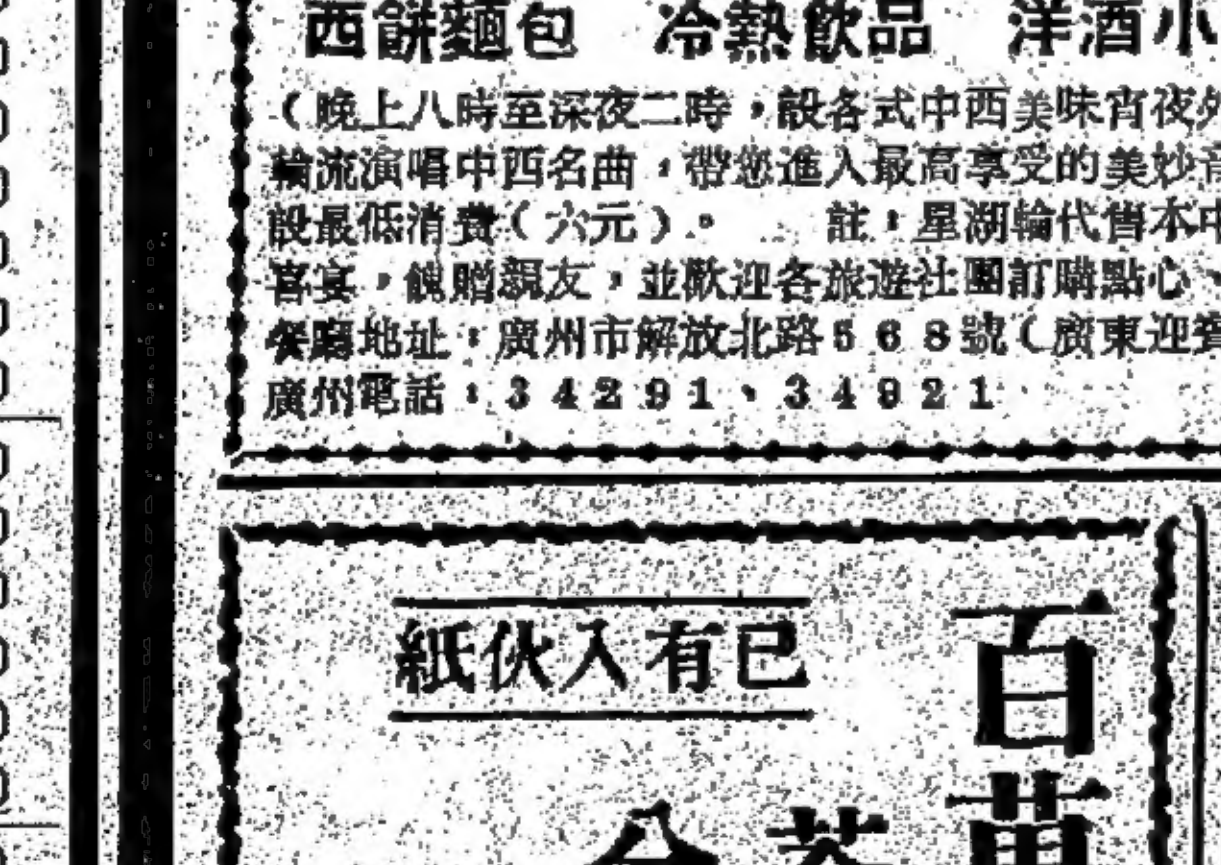 西餅麵包　冷熱飲品　洋酒小
（晚上八時至深夜二時，設各式中西美味宵夜外
輪流演唱中西名曲，帶您進入最高享受的美妙音
設最低消費（六元）。　註：星湖輪代售本中
喜宴，餽贈親友，並歡迎各旅遊社團訂購點心、
餐廳地址：廣州市解放北路568號（廣東迎賓
廣州電話：34291、34921
百
紙伙入有已